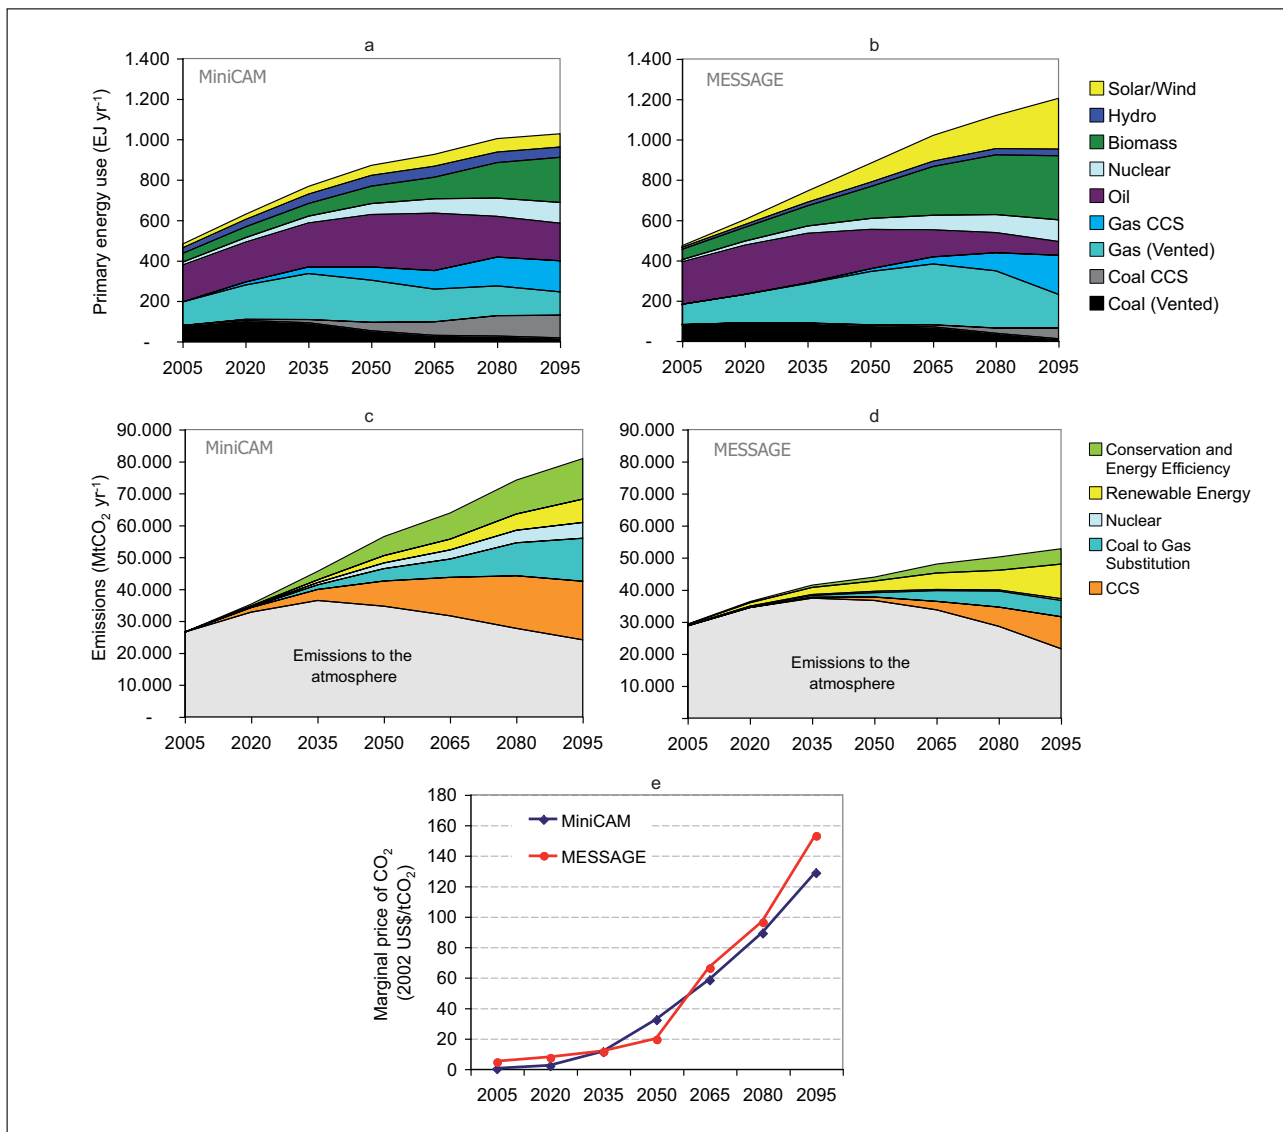 a
MiniCAM
Primary energy use (EJ yr-1)
1.400
1.200
1.000
800
600
400
200
-
2005 2020 2035 2050 2065 2080 2095
b
MESSAGE
1.400
1.200
1.000
800
600
400
200
-
2005 2020 2035 2050 2065 2080 2095
Solar/Wind
Hydro
Biomass
Nuclear
Oil
Gas CCS
Gas (Vented)
Coal CCS
Coal (Vented)
c
MiniCAM
Emissions (MtCO2 yr-1)
90.000
80.000
70.000
60.000
50.000
40.000
30.000
20.000
10.000
-
Emissions to the
atmosphere
2005 2020 2035 2050 2065 2080 2095
d
MESSAGE
90.000
80.000
70.000
60.000
50.000
40.000
30.000
20.000
10.000
Emissions to the
atmosphere
2005 2020 2035 2050 2065 2080 2095
Conservation and
Energy Efficiency
Renewable Energy
Nuclear
Coal to Gas
Substitution
CCS
e
Marginal price of CO2
(2002 US$/tCO2)
180
160
140
120
100
80
60
40
20
0
MiniCAM
MESSAGE
2005 2020 2035 2050 2065 2080 2095